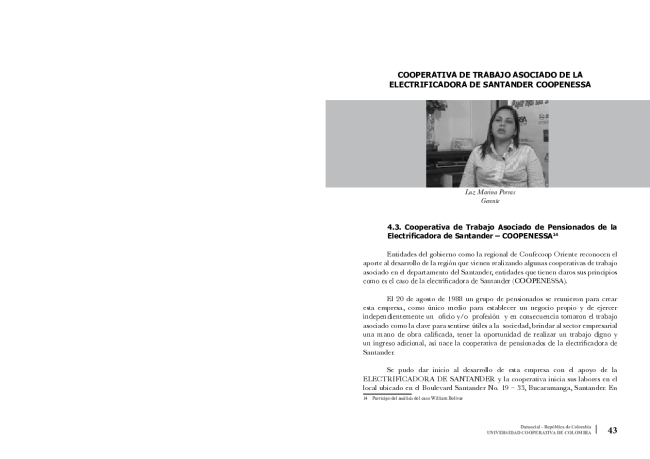 COOPERATIVA DE TRABAJO ASOCIADO DE LA
ELECTRIFICADORA DE SANTANDER COOPENESSA
Luz Marina Porras
Gerente
4.3. Cooperativa de Trabajo Asociado de Pensionados de la
Electrificadora de Santander – COOPENESSA14
Entidades del gobierno como la regional de Confecoop Oriente reconocen el
aporte al desarrollo de la región que vienen realizando algunas cooperativas de trabajo
asociado en el departamento del Santander, entidades que tienen claros sus principios
como es el caso de la electrificadora de Santander (COOPENESSA).
El 20 de agosto de 1988 un grupo de pensionados se reunieron para crear
esta empresa, como único medio para establecer un negocio propio y de ejercer
independientemente un oficio y/o profesión y en consecuencia tomaron el trabajo
asociado como la clave para sentirse útiles a la sociedad, brindar al sector empresarial
una mano de obra calificada, tener la oportunidad de realizar un trabajo digno y
un ingreso adicional, así nace la cooperativa de pensionados de la electrificadora de
Santander.
Se pudo dar inicio al desarrollo de esta empresa con el apoyo de la
ELECTRIFICADORA DE SANTANDER y la cooperativa inicia sus labores en el
local ubicado en el Boulevard Santander No. 19 – 33, Bucaramanga, Santander. En
14 Partícipe del análisis del caso William Bolívar
Dansocial - República de Colombia
UNIVERSIDAD COOPERATIVA DE COLOMBIA
43